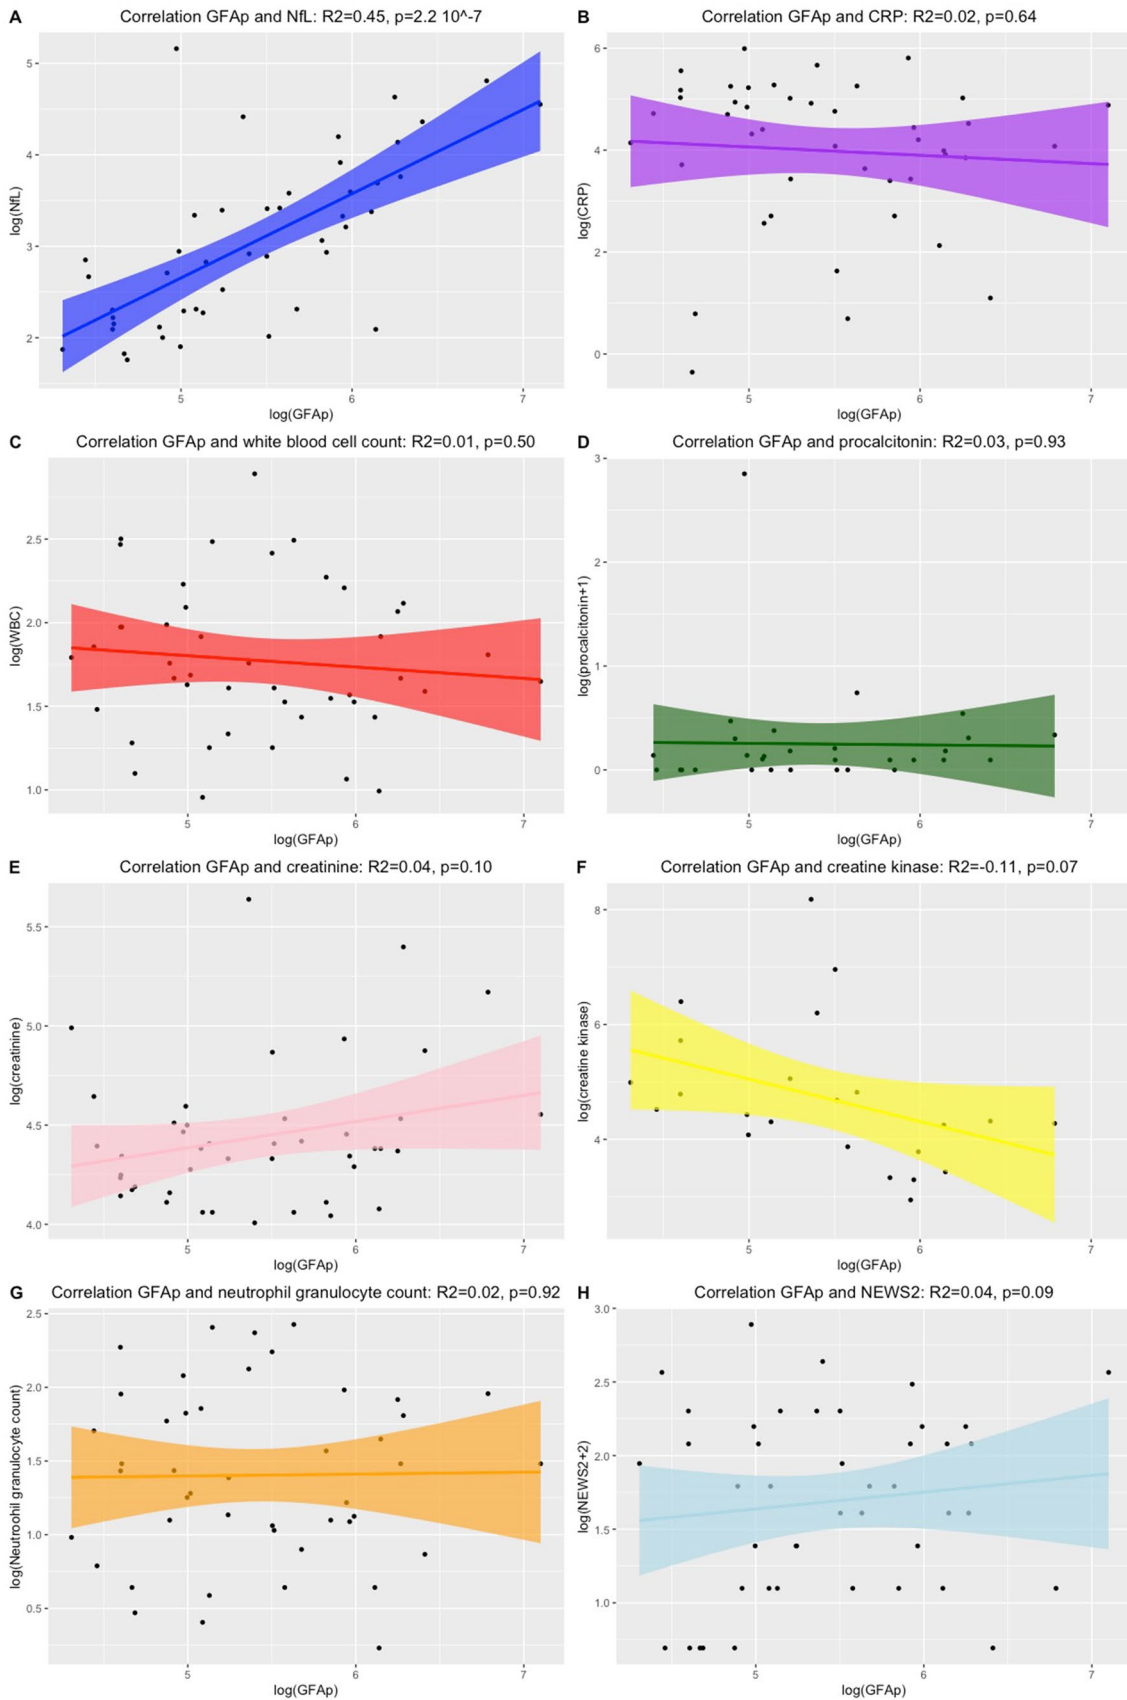 A Correlation GFAp and NfL: R2=0.45, p=2.2 10^-7
5
4
3
2
log(NfL)
5 6 7
log(GFAp)
B Correlation GFAp and CRP: R2=0.02, p=0.64
6
4
2
0
log(CRP)
5 6 7
log(GFAp)
C Correlation GFAp and white blood cell count: R2=0.01, p=0.50
2.5
2.0
1.5
1.0
log(WBC)
5 6 7
log(GFAp)
D Correlation GFAp and procalcitonin: R2=0.03, p=0.93
3
2
1
0
log(procalcitonin+1)
5 6 7
log(GFAp)
E Correlation GFAp and creatinine: R2=0.04, p=0.10
5.5
5.0
4.5
4.0
log(creatinine)
5 6 7
log(GFAp)
F Correlation GFAp and creatine kinase: R2=-0.11, p=0.07
8
6
4
log(creatine kinase)
5 6 7
log(GFAp)
G Correlation GFAp and neutrophil granulocyte count: R2=0.02, p=0.92
2.5
2.0
1.5
1.0
0.5
log(Neutroohil granulocyte count)
5 6 7
log(GFAp)
H Correlation GFAp and NEWS2: R2=0.04, p=0.09
3.0
2.5
2.0
1.5
1.0
log(NEWS2+2)
5 6 7
log(GFAp)